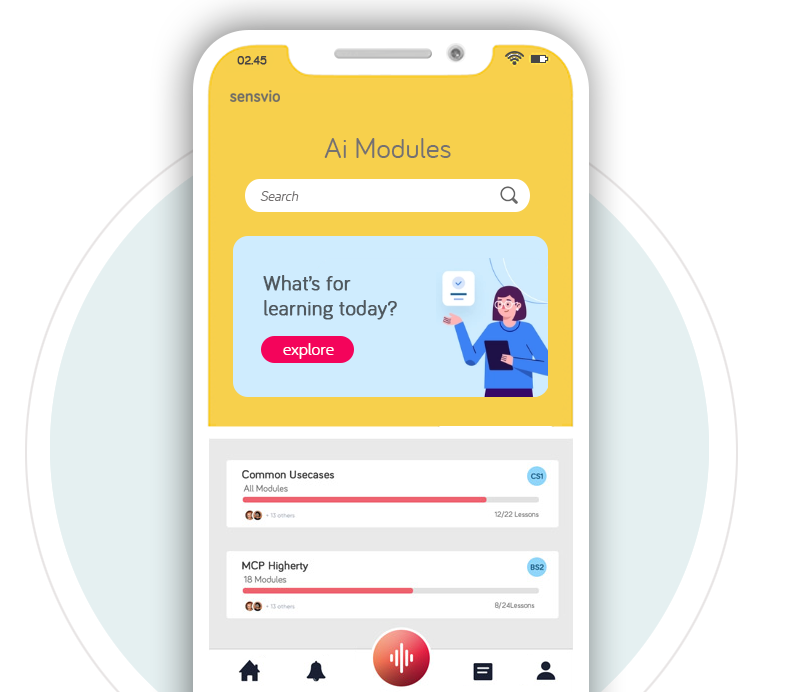 02.45
sensvio
Ai Modules
Search
What's for
learning today?
explore
Common Usecases
CS1
All Modules
+ 13 others
12/22 Lessons
MCP Higherty
BS2
18 Modules
+ 13 others
8/24Lessons